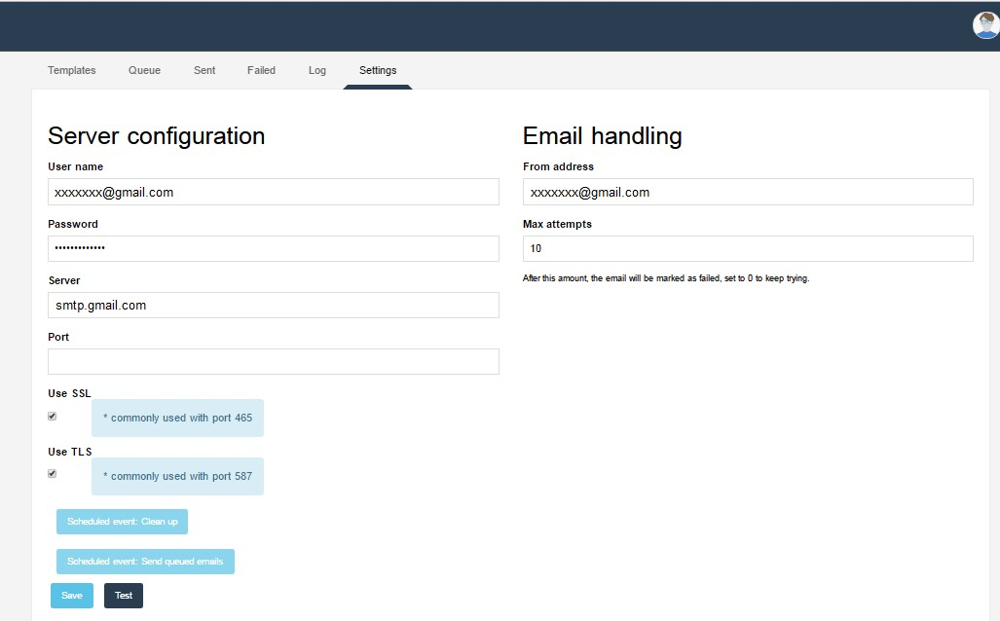 Templates Queue Sent Failed Log Settings
Server configuration
User name
xxxxxxx@gmail.com
Password
•••••••••••••
Server
smtp.gmail.com
Port
Use SSL
* commonly used with port 465
Use TLS
* commonly used with port 587
Scheduled event: Clean up
Scheduled event: Send queued emails
Save Test
Email handling
From address
xxxxxxx@gmail.com
Max attempts
10
After this amount, the email will be marked as failed, set to 0 to keep trying.